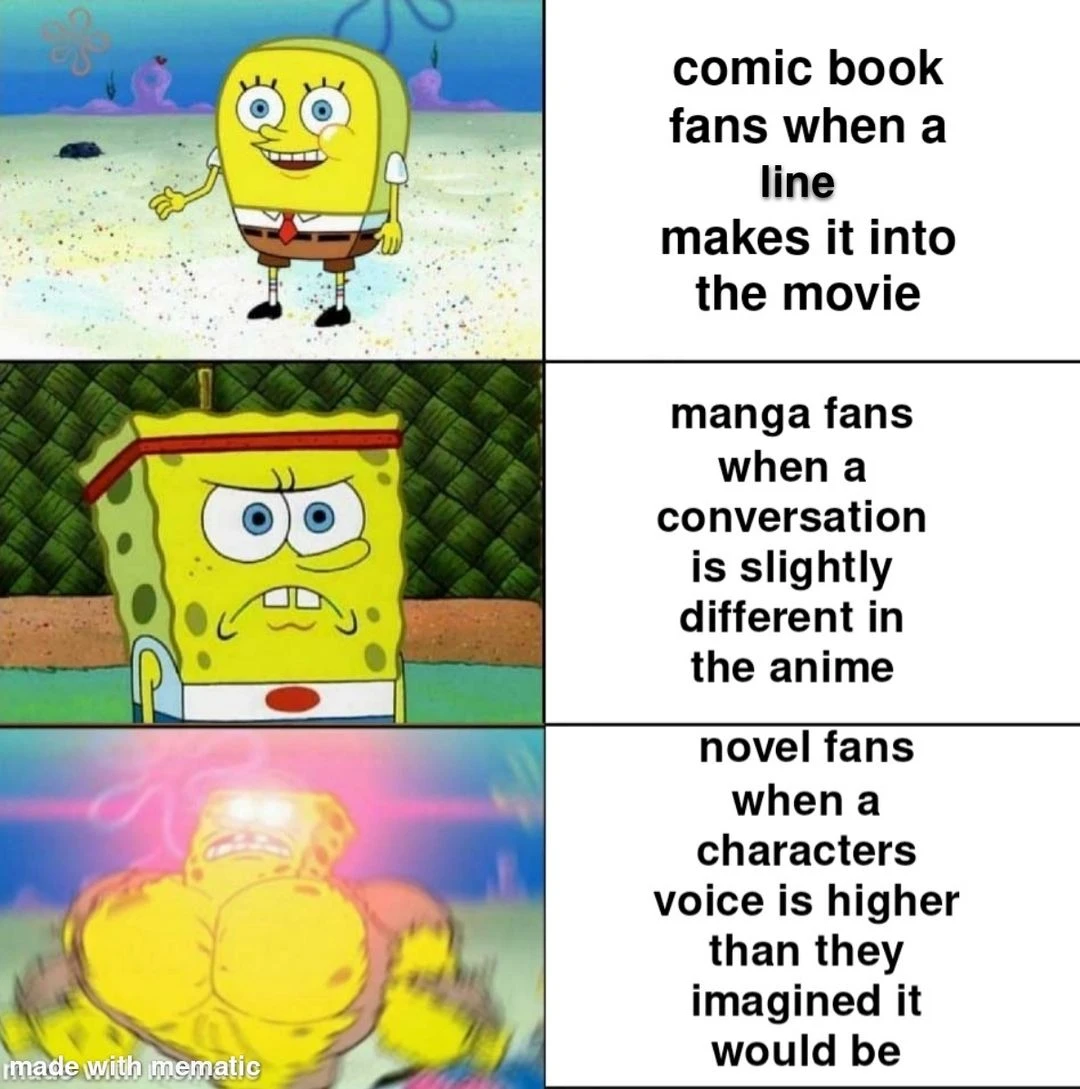 comic book
fans when a
line
makes it into
the movie
manga fans
when a
conversation
is slightly
different in
the anime
novel fans
when a
characters
voice is higher
than they
imagined it
would be
made with mematic